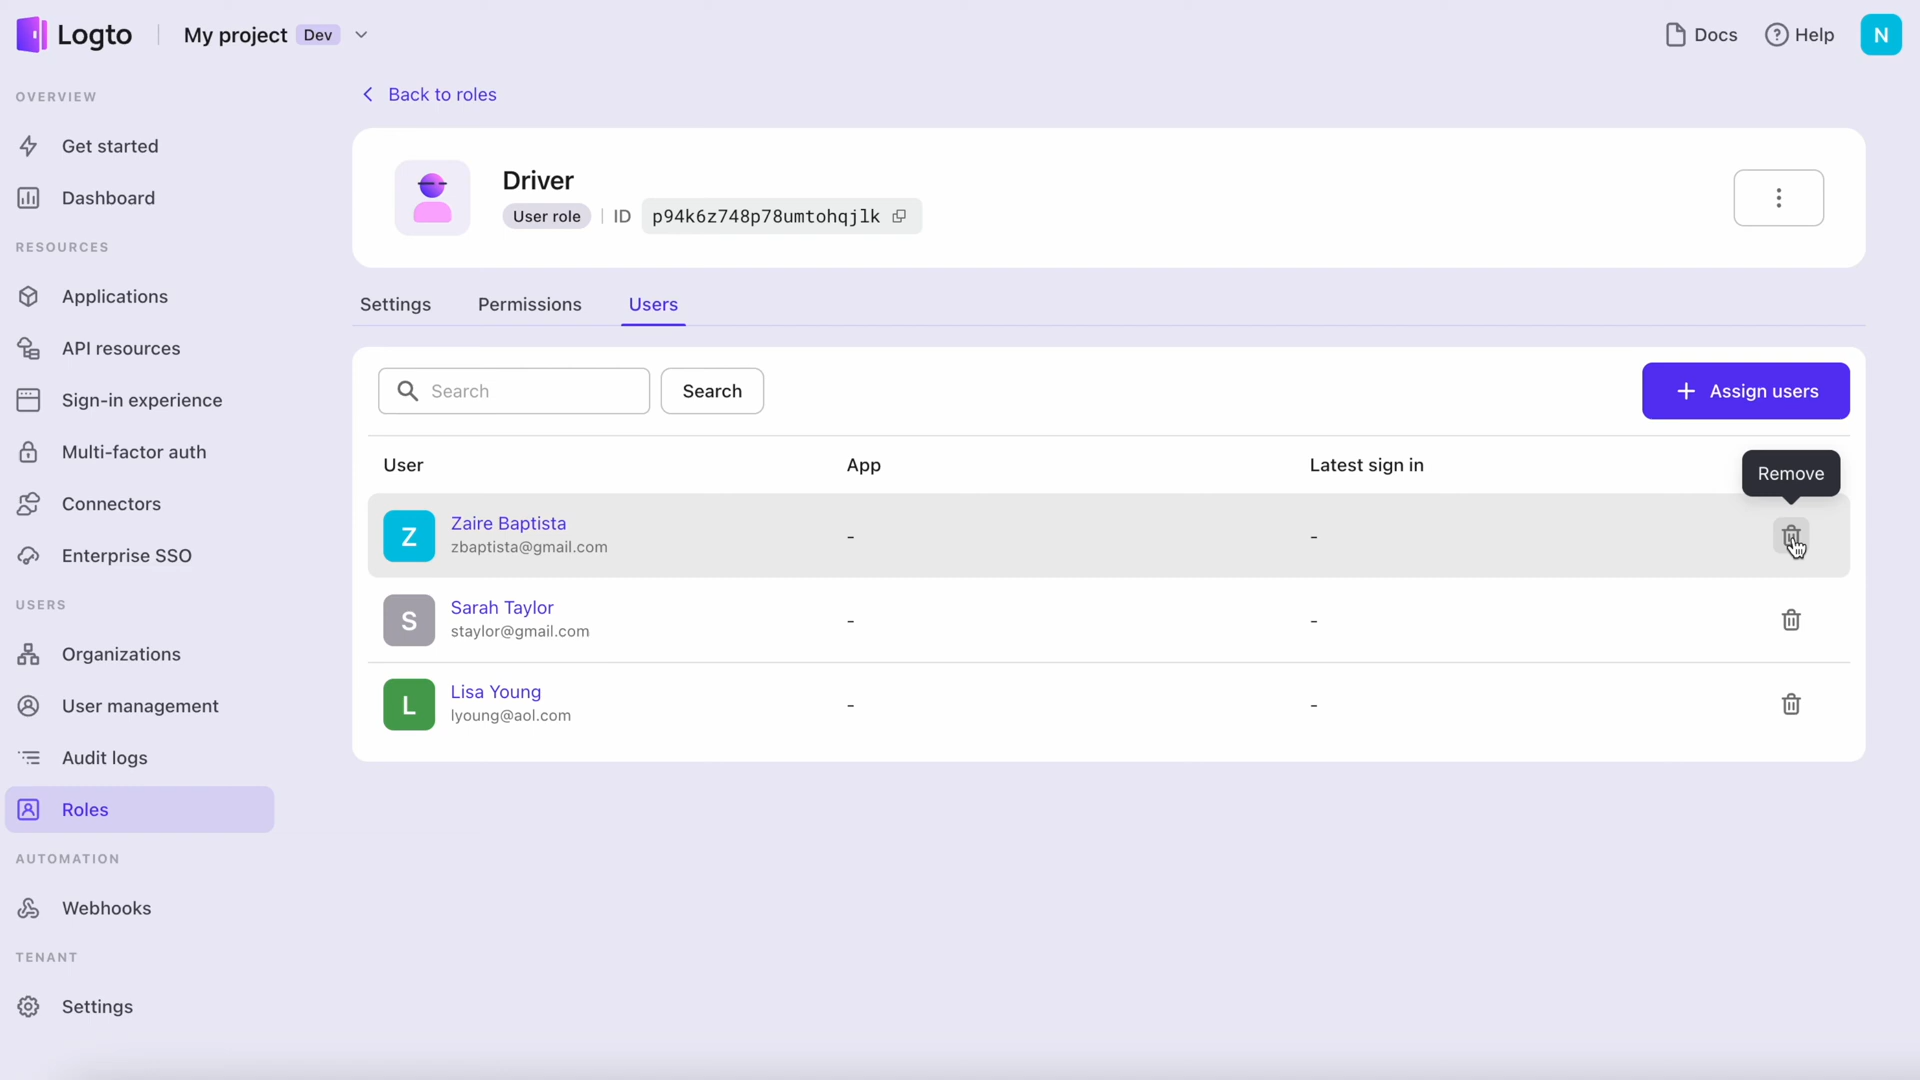 Logto
My project Dev
Docs
Help
N
OVERVIEW
Get started
Dashboard
RESOURCES
Applications
API resources
Sign-in experience
Multi-factor auth
Connectors
Enterprise SSO
USERS
Organizations
User management
Audit logs
Roles
AUTOMATION
Webhooks
TENANT
Settings
Back to roles
Driver
User role ID p94k6z748p78umtohqjlk
Settings Permissions Users
Search Search + Assign users
User App Latest sign in
Remove
Z
Zaire Baptista
zbaptista@gmail.com
- -
S
Sarah Taylor
staylor@gmail.com
- -
L
Lisa Young
lyoung@aol.com
- -